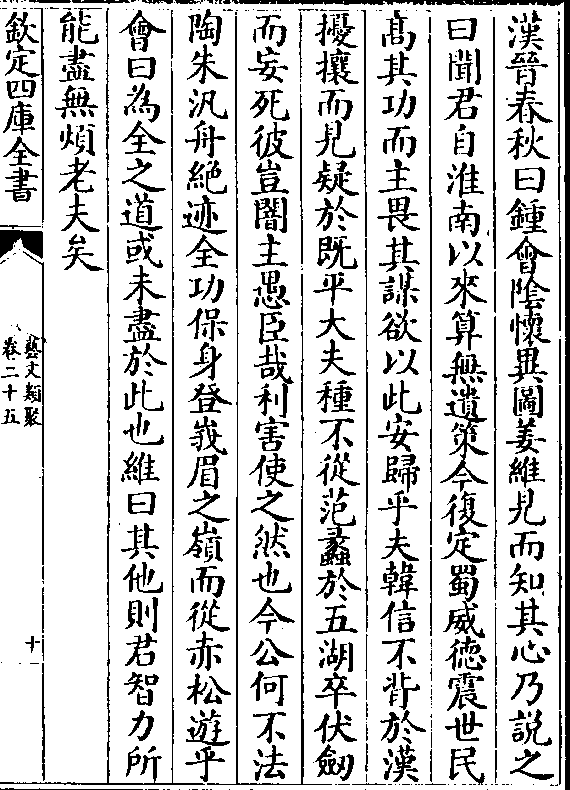 漢晉春秋曰鍾會陰懷異圖姜維見而知其心乃説之
曰聞君自淮南以來算無遺策今復定蜀威德震世民
髙其功而主畏其謀欲以此安歸乎夫韓信不背於漢
擾攘而見疑於既平大夫種不從范蠡於五湖卒伏劔
而妄死彼豈闇主愚臣哉利害使之然也今公何不法
陶朱汎舟絶迹全功保身登峩眉之嶺而從赤松遊乎
會曰為全之道或未盡於此也維曰其他則君智力所
能盡無煩老夫矣
欽定四庫全書
藝文類聚
卷二十五
十